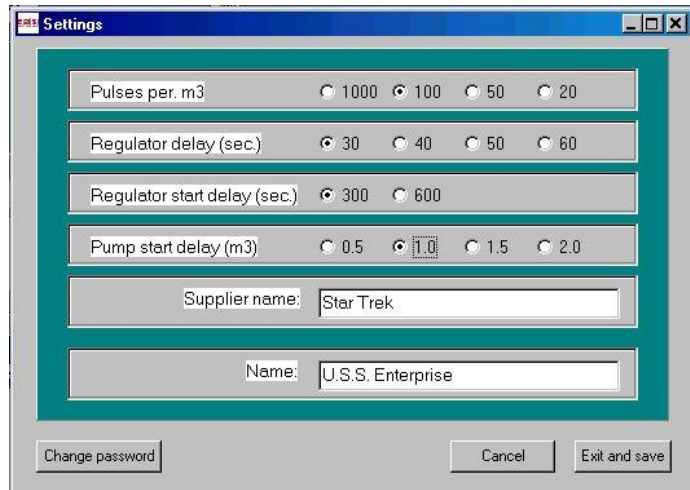 Settings
Pulses per. m3 1000 100 50 20
Regulator delay (sec.) 30 40 50 60
Regulator start delay (sec.) 300 600
Pump start delay (m3) 0.5 1.0 1.5 2.0
Supplier name: Star Trek
Name: U.S.S. Enterprise
Change password Cancel Exit and save